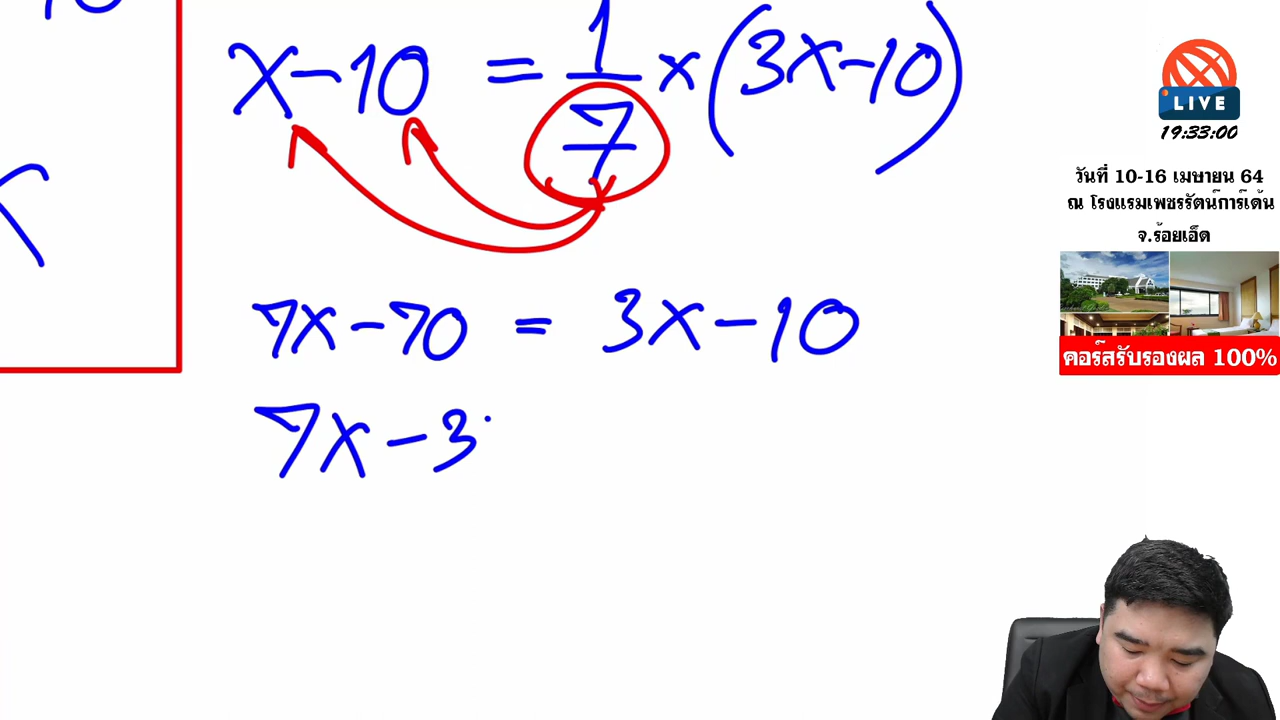 x-10 = 1/7 × (3x-10)
7x-70 = 3x-10
7x-3
LIVE
19:33:00
วันที่ 10-16 เมษายน 64
ณ โรงแรมเพชรรัตน์การ์เด้น
จ.ร้อยเอ็ด
คอร์สรับรองผล 100%